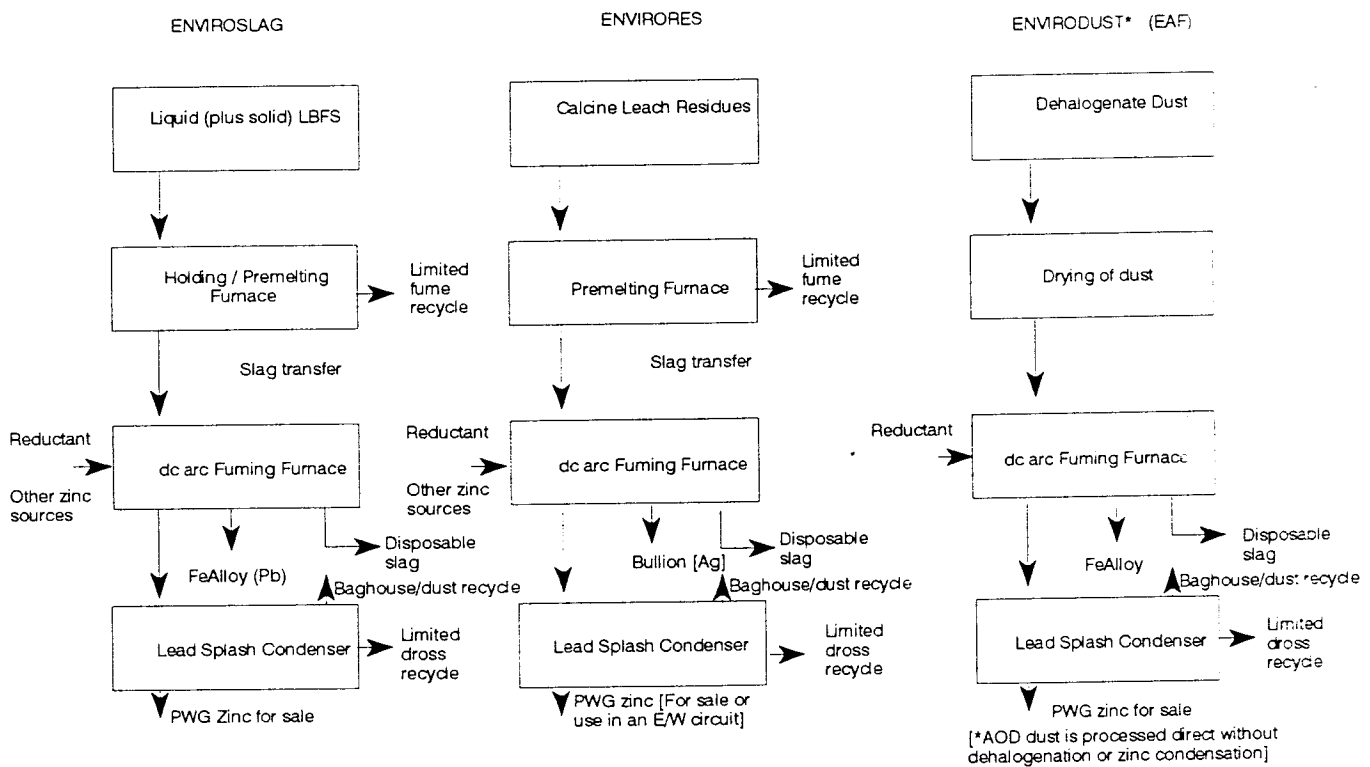 ENVIROSLAG
Liquid (plus solid) LBFS
Holding / Premelting
Furnace
Limited
fume
recycle
Slag transfer
Reductant
Other zinc
sources
dc arc Fuming Furnace
Disposable
slag
FeAlloy (Pb)
Baghouse/dust recycle
Lead Splash Condenser
Limited
dross
recycle
PWG Zinc for sale
ENVIRORES
Calcine Leach Residues
Premelting Furnace
Limited
fume
recycle
Slag transfer
Reductant
Other zinc
sources
dc arc Fuming Furnace
Disposable
slag
Bullion [Ag]
Baghouse/dust recycle
Lead Splash Condenser
Limited
dross
recycle
PWG zinc [For sale or
use in an E/W circuit]
ENVIRODUST* (EAF)
Dehalogenate Dust
Drying of dust
Reductant
dc arc Fuming Furnace
Disposable
slag
FeAlloy
Baghouse/dust recycle
Lead Splash Condenser
Limited
dross
recycle
PWG zinc for sale
[*AOD dust is processed direct without
dehalogenation or zinc condensation]